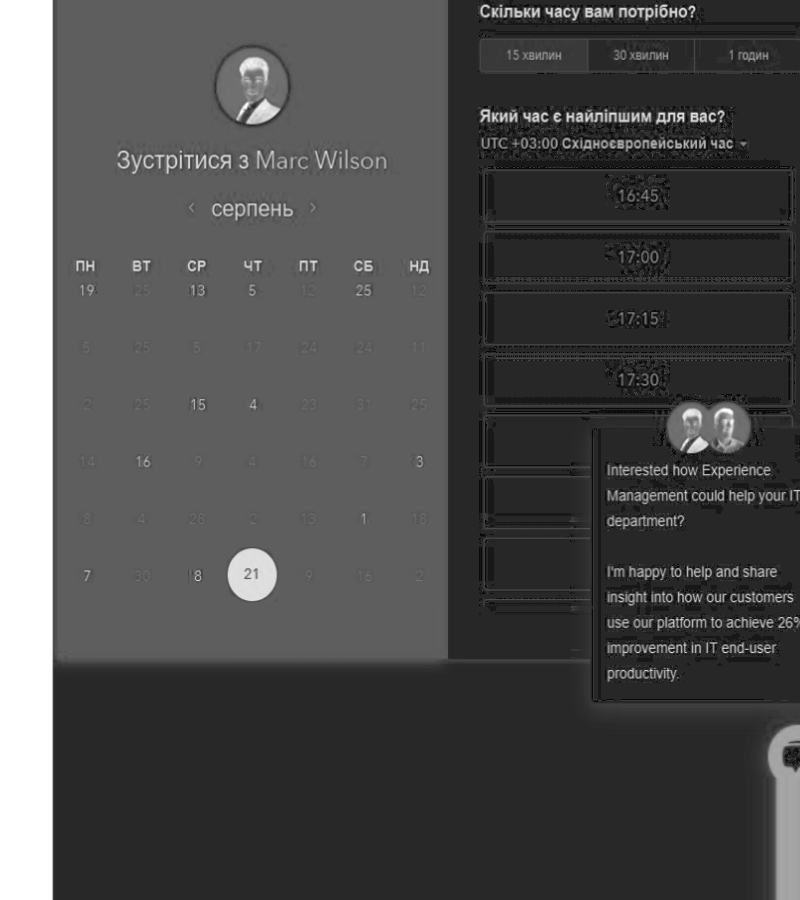 Скільки часу вам потрібно?
15 хвилин 30 хвилин 1 годин
Який час є найліпшим для вас?
UTC +03:00 Східноєвропейський час
16:45
17:00
17:15
17:30
Зустрітися з Marc Wilson
серпень
ПН ВТ СР ЧТ ПТ СБ НД
19 25 13 5 12 25 12
5 25 5 17 24 24 11
2 25 15 4 23 31 25
14 16 9 4 16 7 3
8 4 28 2 13 1 18
7 30 8 21 9 16 2
Interested how Experience
Management could help your IT
department?
I'm happy to help and share
insight into how our customers
use our platform to achieve 26%
improvement in IT end-user
productivity.